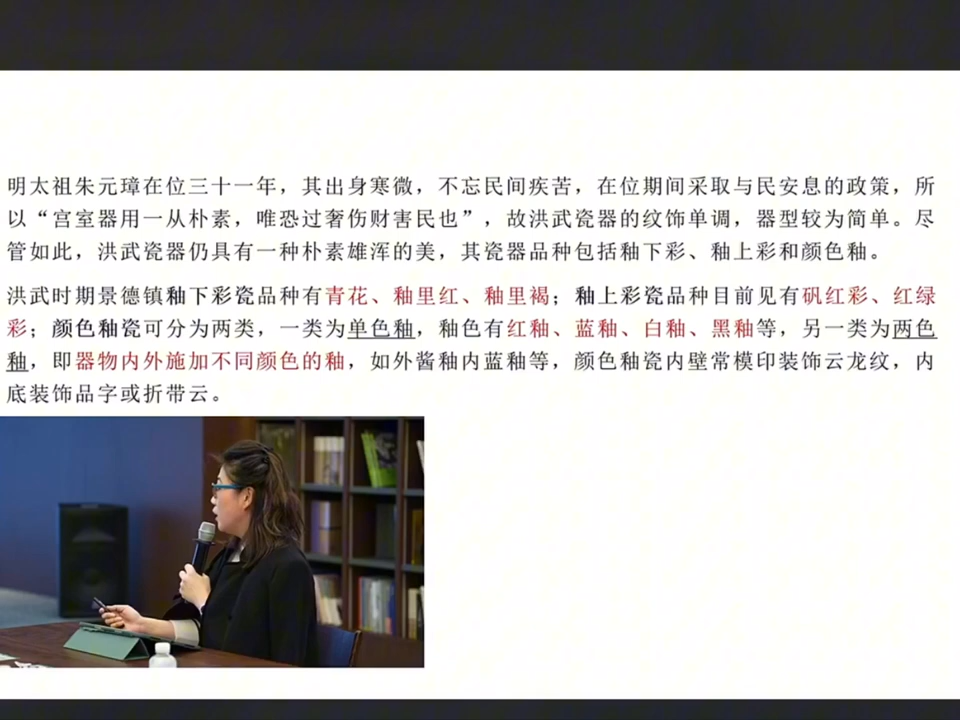 明太祖朱元璋在位三十一年，其出身寒微，不忘民间疾苦，在位期间采取与民安息的政策，所
以“宫室器用一从朴素，唯恐过奢伤财害民也”，故洪武瓷器的纹饰单调，器型较为简单。尽
管如此，洪武瓷器仍具有一种朴素雄浑的美，其瓷器品种包括釉下彩、釉上彩和颜色釉。
洪武时期景德镇釉下彩瓷品种有青花、釉里红、釉里褐；釉上彩瓷品种目前见有矾红彩、红绿
彩；颜色釉瓷可分为两类，一类为单色釉，釉色有红釉、蓝釉、白釉、黑釉等，另一类为两色
釉，即器物内外施加不同颜色的釉，如外酱釉内蓝釉等，颜色釉瓷内壁常模印装饰云龙纹，内
底装饰品字或折带云。